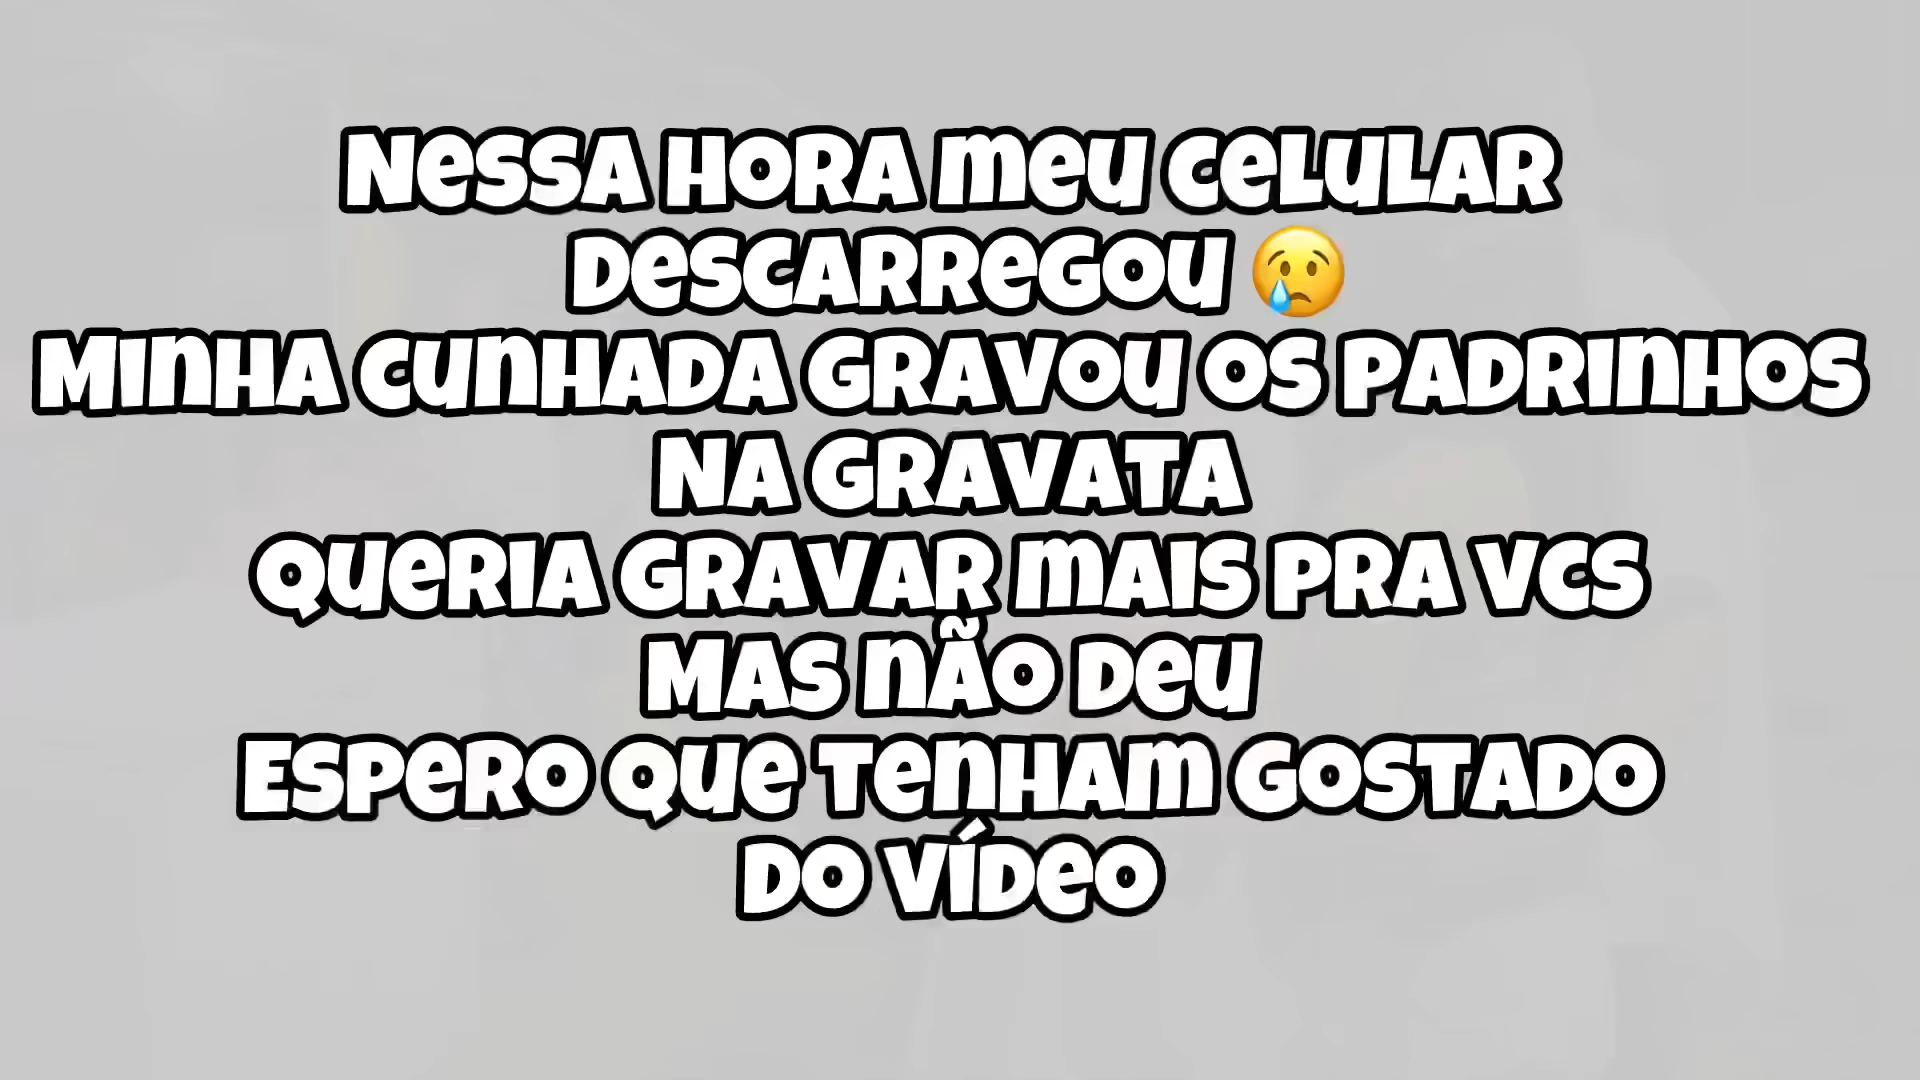 Nessa hora meu celular
descarregou 😢
Minha cunhada gravou os padrinhos
na gravata
Queria gravar mais pra vcs
Mas não deu
Espero que tenham gostado
do vídeo